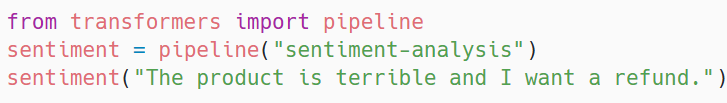 from transformers import pipeline
sentiment = pipeline("sentiment-analysis")
sentiment("The product is terrible and I want a refund.")